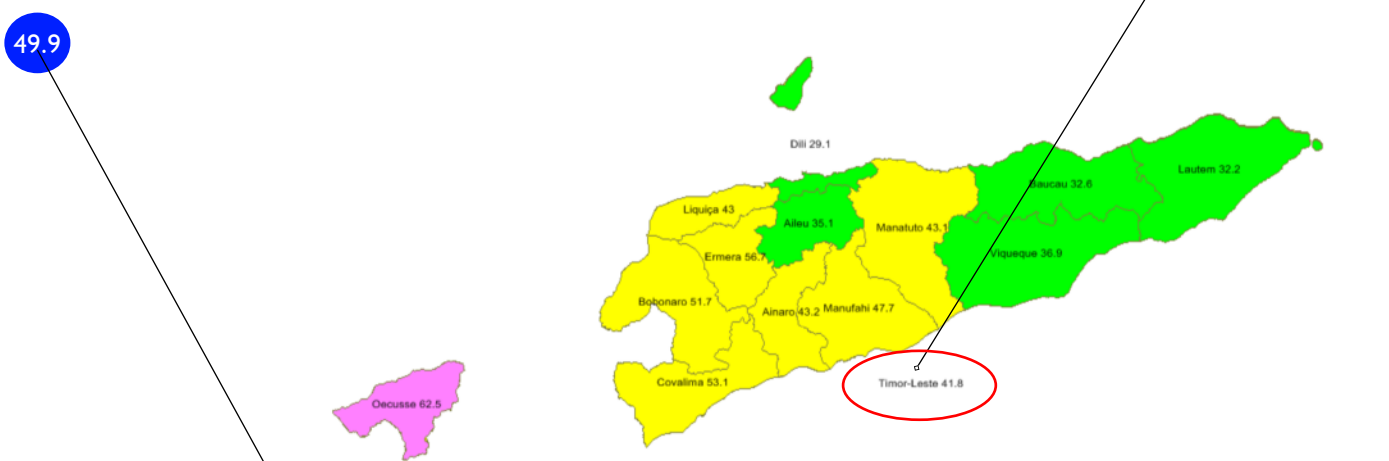 49.9
Dili 29.1
Lautem 32.2
Baucau 32.6
Liquiça 43
Aileu 35.1
Manatuto 43.1
Viqueque 36.9
Ermera 56.7
Bobonaro 51.7
Ainaro 43.2
Manufahi 47.7
Covalima 53.1
Timor-Leste 41.8
Oecusse 62.5